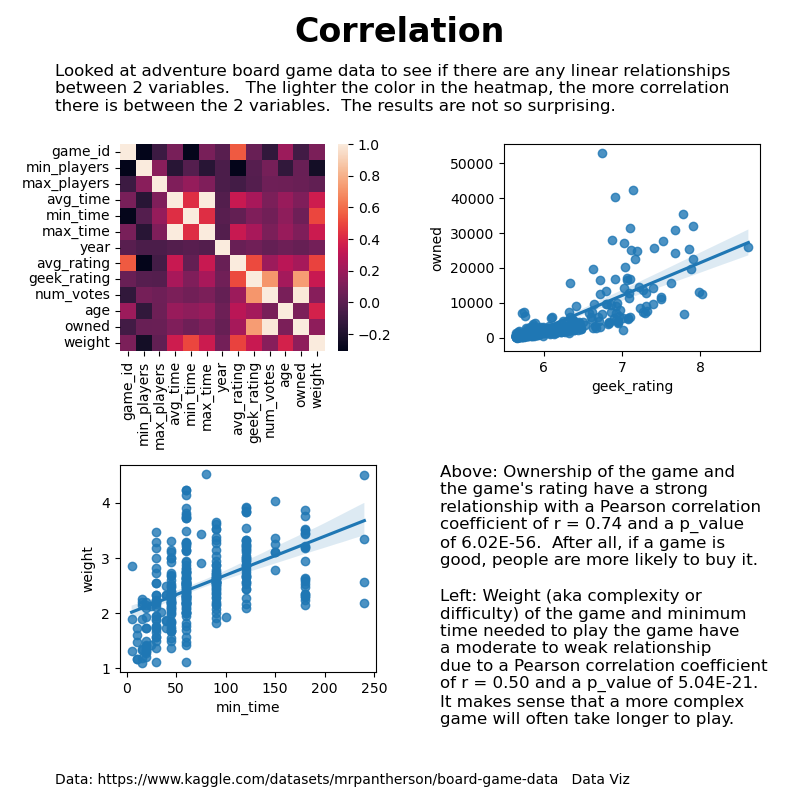 Correlation
Looked at adventure board game data to see if there are any linear relationships
between 2 variables.   The lighter the color in the heatmap, the more correlation
there is between the 2 variables.  The results are not so surprising.
game_id
min_players
max_players
avg_time
min_time
max_time
year
avg_rating
geek_rating
num_votes
age
owned
weight
game_id
min_players
max_players
avg_time
min_time
max_time
year
avg_rating
geek_rating
num_votes
age
owned
weight
1.0
0.8
0.6
0.4
0.2
0.0
−0.2
owned
50000
40000
30000
20000
10000
0
6 7 8
geek_rating
weight
4
3
2
1
0 50 100 150 200 250
min_time
Above: Ownership of the game and
the game's rating have a strong
relationship with a Pearson correlation
coefficient of r = 0.74 and a p_value
of 6.02E-56.  After all, if a game is
good, people are more likely to buy it.
Left: Weight (aka complexity or
difficulty) of the game and minimum
time needed to play the game have
a moderate to weak relationship
due to a Pearson correlation coefficient
of r = 0.50 and a p_value of 5.04E-21.
It makes sense that a more complex
game will often take longer to play.
Data: https://www.kaggle.com/datasets/mrpantherson/board-game-data   Data Viz